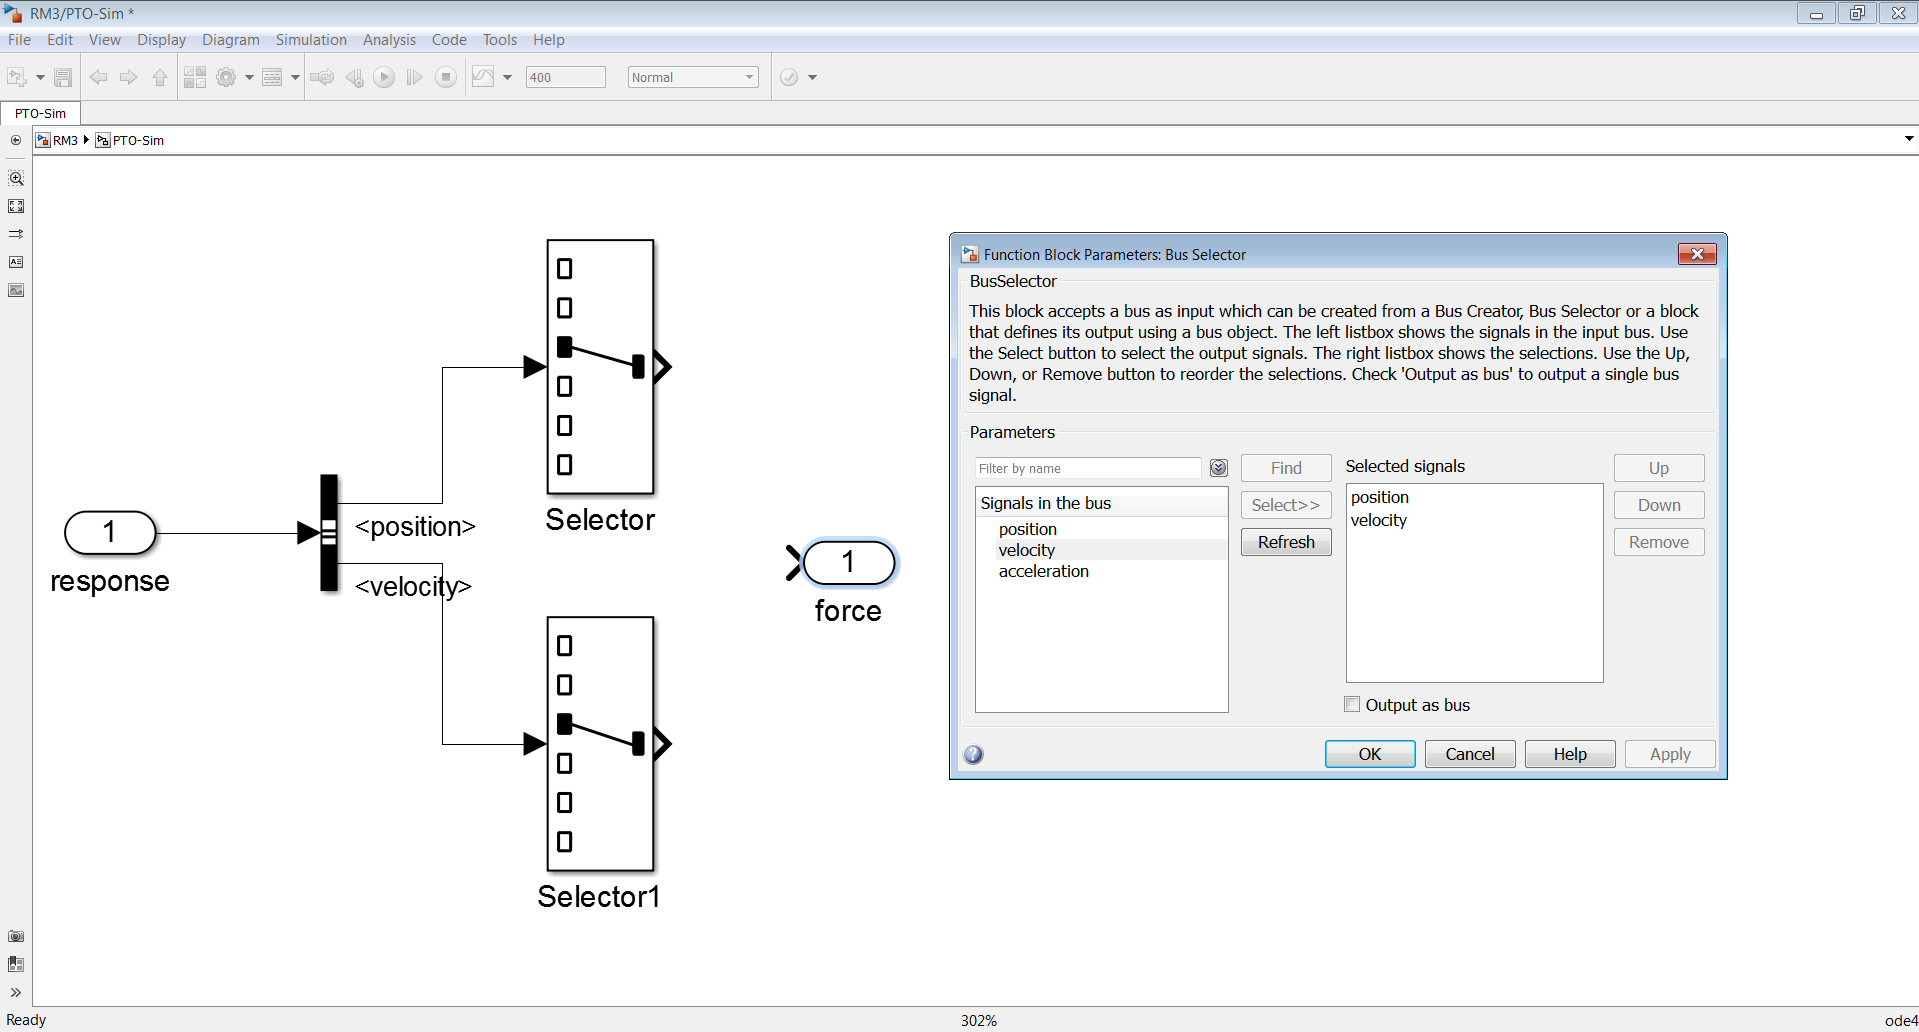 RM3/PTO-Sim *
File Edit View Display Diagram Simulation Analysis Code Tools Help
400 Normal
PTO-Sim
RM3 PTO-Sim
1
response
<position>
<velocity>
Selector
Selector1
1
force
Function Block Parameters: Bus Selector
BusSelector
This block accepts a bus as input which can be created from a Bus Creator, Bus Selector or a block
that defines its output using a bus object. The left listbox shows the signals in the input bus. Use
the Select button to select the output signals. The right listbox shows the selections. Use the Up,
Down, or Remove button to reorder the selections. Check 'Output as bus' to output a single bus
signal.
Parameters
Filter by name
Signals in the bus
position
velocity
acceleration
Find
Select>>
Refresh
Selected signals
position
velocity
Up
Down
Remove
Output as bus
OK Cancel Help Apply
Ready 302% ode4